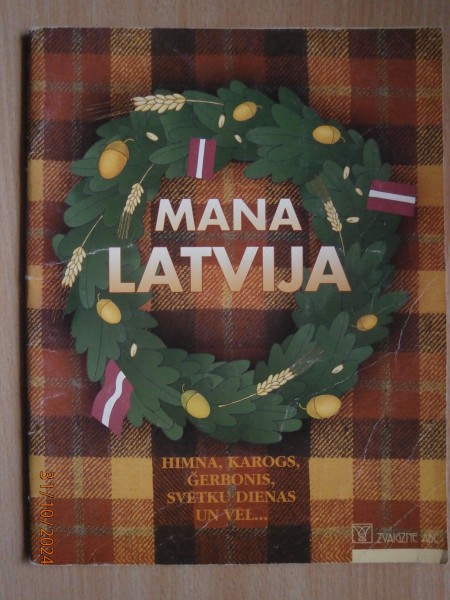 MANA
LATVIJA
HIMNA, KAROGS,
ĢERBONIS,
SVĒTKU DIENAS
UN VĒL...
ZVAIGZNE ABC
31/10/2024